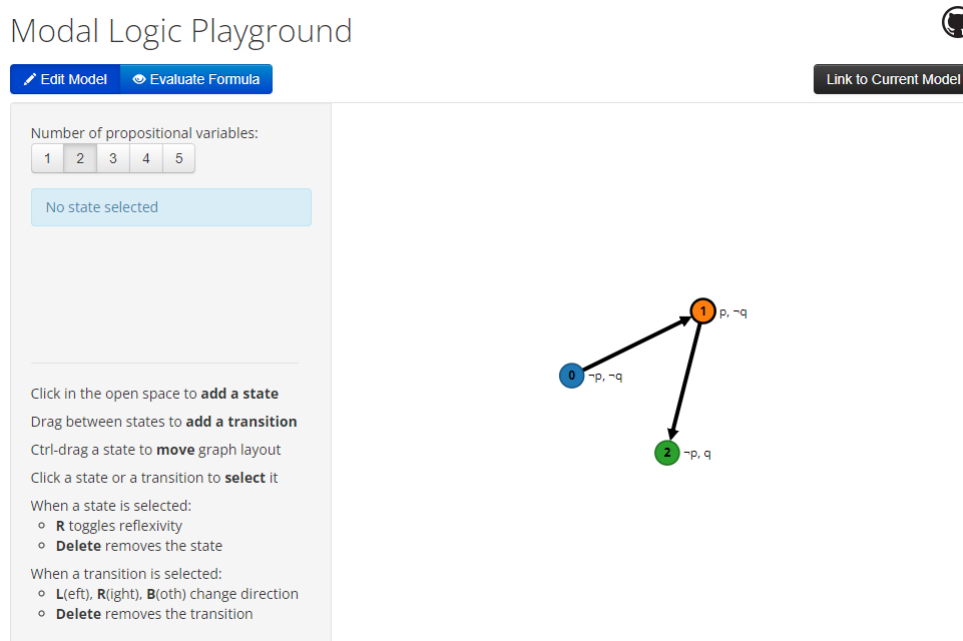 Modal Logic Playground
Edit Model
Evaluate Formula
Link to Current Model
Number of propositional variables:
1 2 3 4 5
No state selected
Click in the open space to add a state
Drag between states to add a transition
Ctrl-drag a state to move graph layout
Click a state or a transition to select it
When a state is selected:
R toggles reflexivity
Delete removes the state
When a transition is selected:
L(eft), R(ight), B(oth) change direction
Delete removes the transition
1 p, ¬q
0 ¬p, ¬q
2 ¬p, q